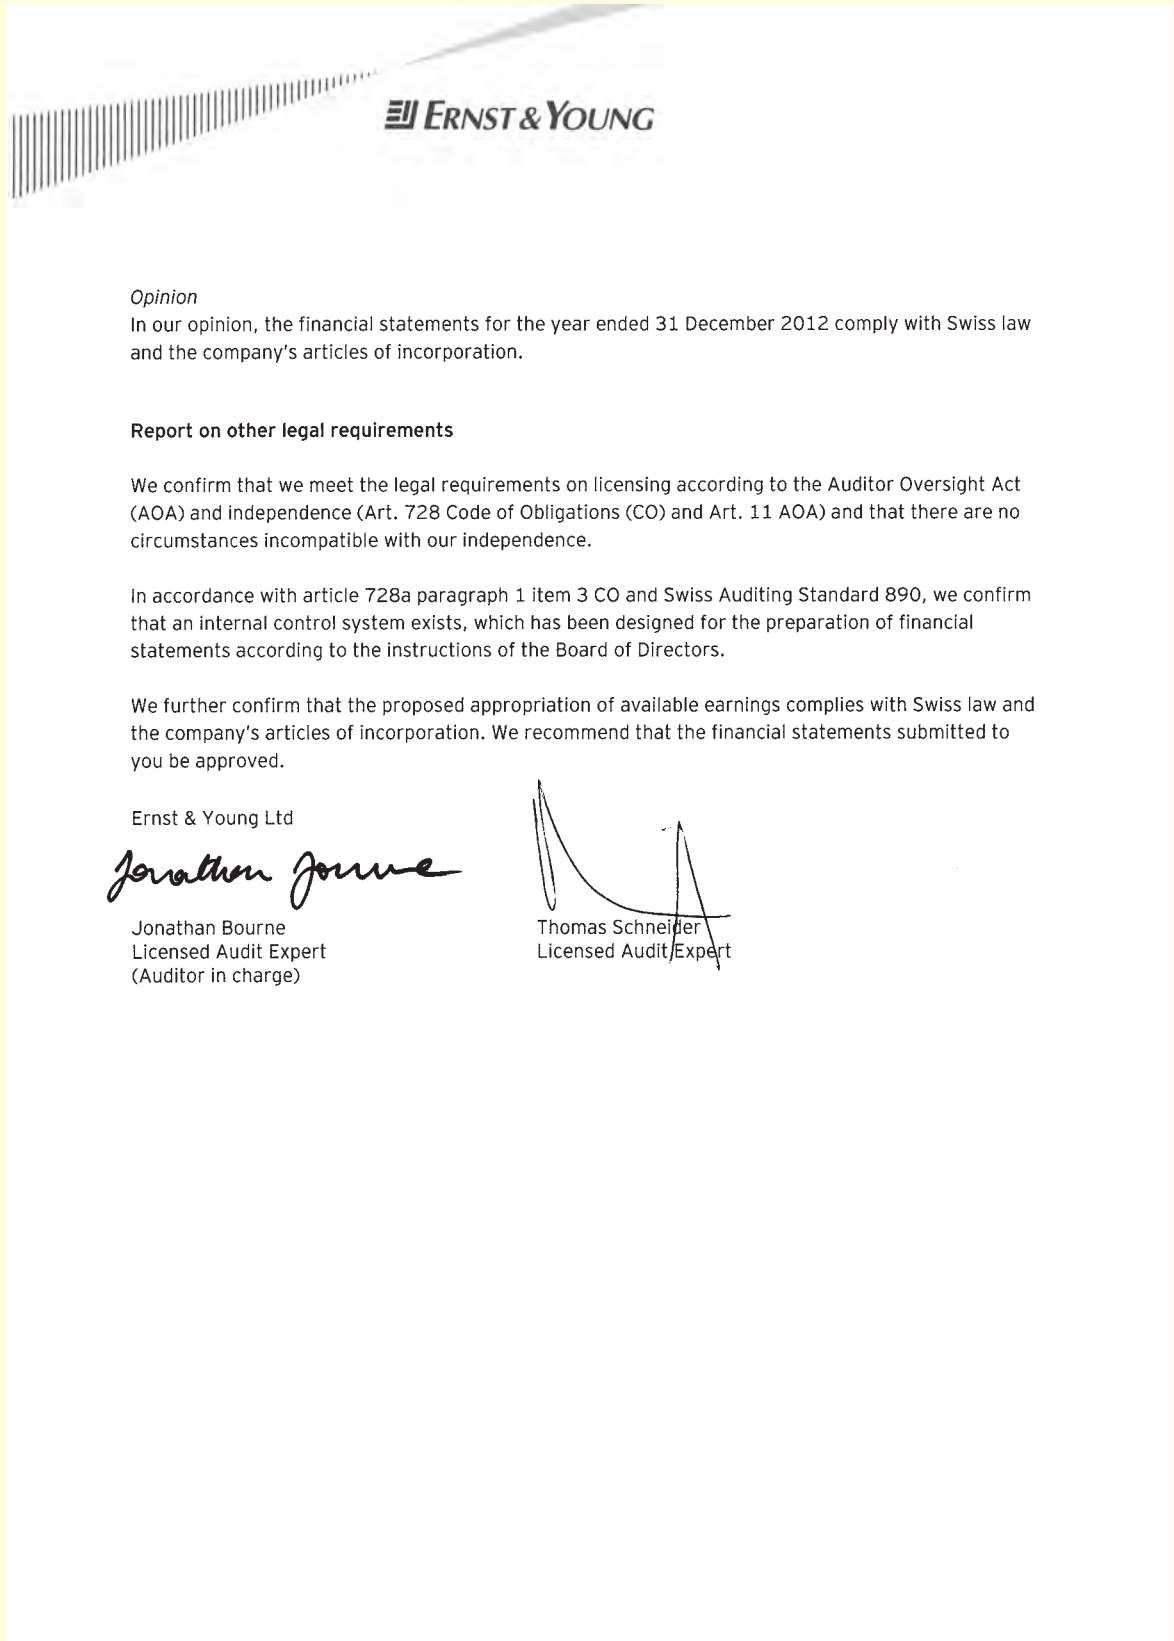 ERNST & YOUNG
Opinion
In our opinion, the financial statements for the year ended 31 December 2012 comply with Swiss law
and the company's articles of incorporation.
Report on other legal requirements
We confirm that we meet the legal requirements on licensing according to the Auditor Oversight Act
(AOA) and independence (Art. 728 Code of Obligations (CO) and Art. 11 AOA) and that there are no
circumstances incompatible with our independence.
In accordance with article 728a paragraph 1 item 3 CO and Swiss Auditing Standard 890, we confirm
that an internal control system exists, which has been designed for the preparation of financial
statements according to the instructions of the Board of Directors.
We further confirm that the proposed appropriation of available earnings complies with Swiss law and
the company's articles of incorporation. We recommend that the financial statements submitted to
you be approved.
Ernst & Young Ltd
Jonathan
Jonathan Bourne Thomas Schneider
Licensed Audit Expert Licensed Audit Expert
(Auditor in charge)